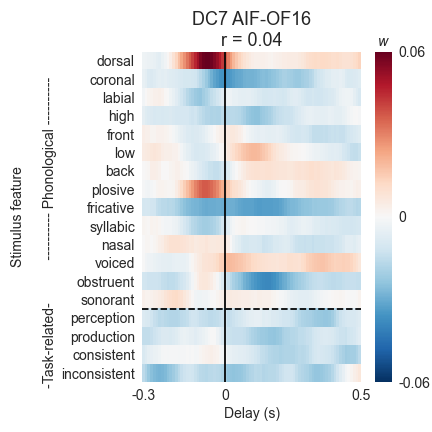 DC7 AIF-OF16
r = 0.04
w
0.06
0
-0.06
Stimulus feature
---------- Phonological ----------
-Task-related-
dorsal
coronal
labial
high
front
low
back
plosive
fricative
syllabic
nasal
voiced
obstruent
sonorant
perception
production
consistent
inconsistent
-0.3
0
0.5
Delay (s)